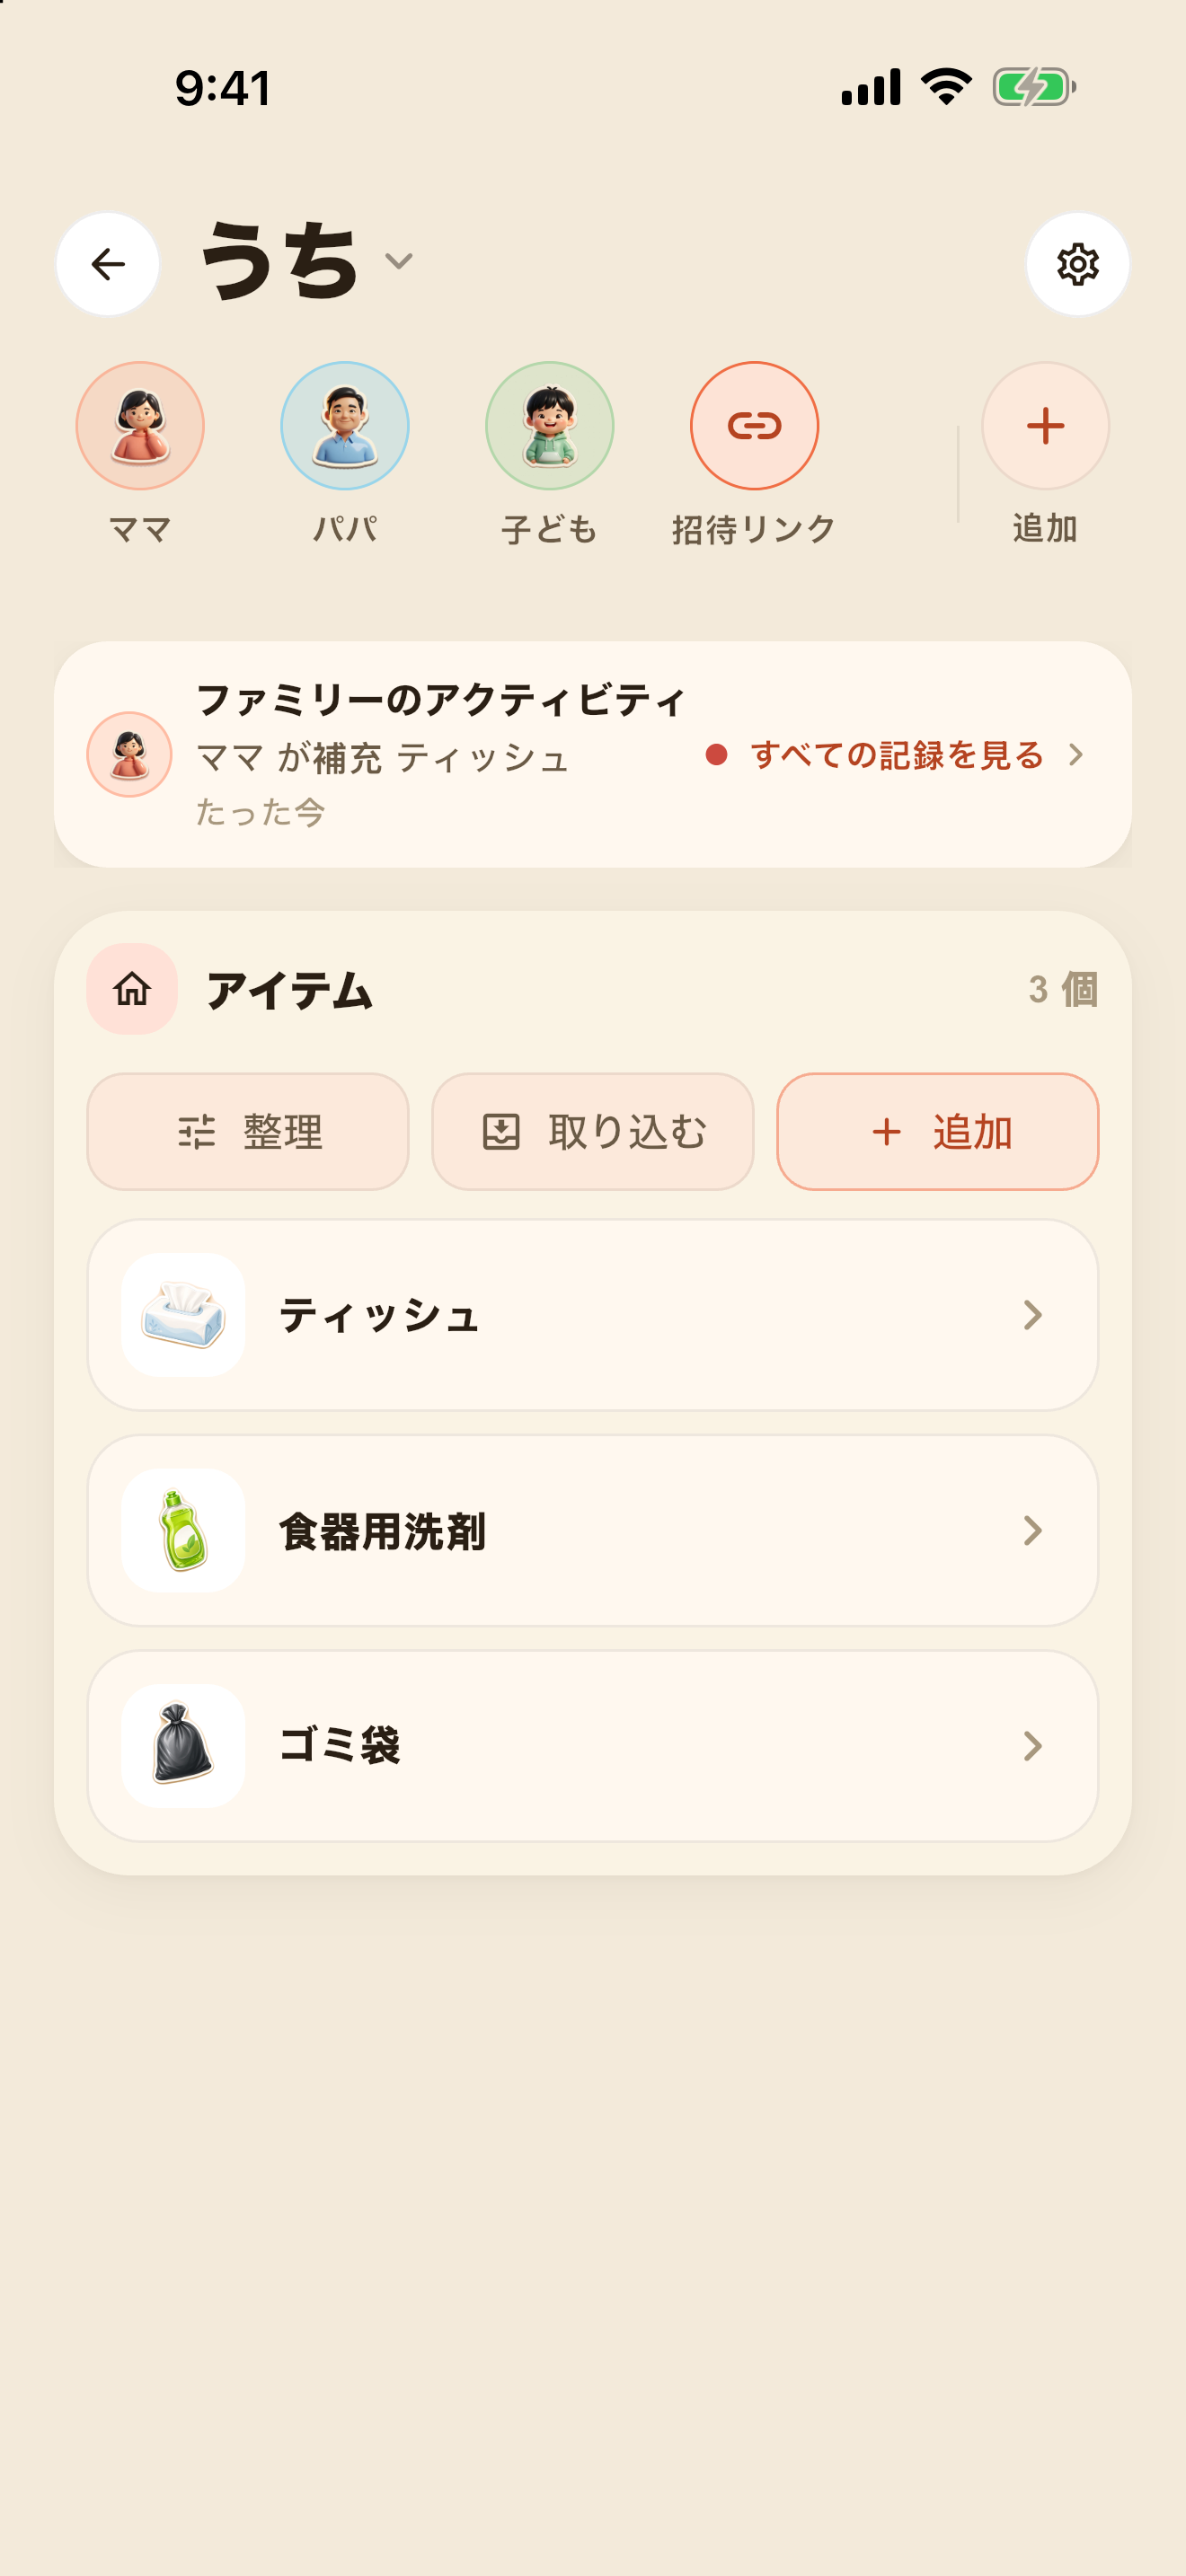 9:41
うち
ママ
パパ
子ども
招待リンク
追加
ファミリーのアクティビティ
ママ が補充 ティッシュ
たった今
すべての記録を見る
アイテム
3 個
整理
取り込む
追加
ティッシュ
食器用洗剤
ゴミ袋